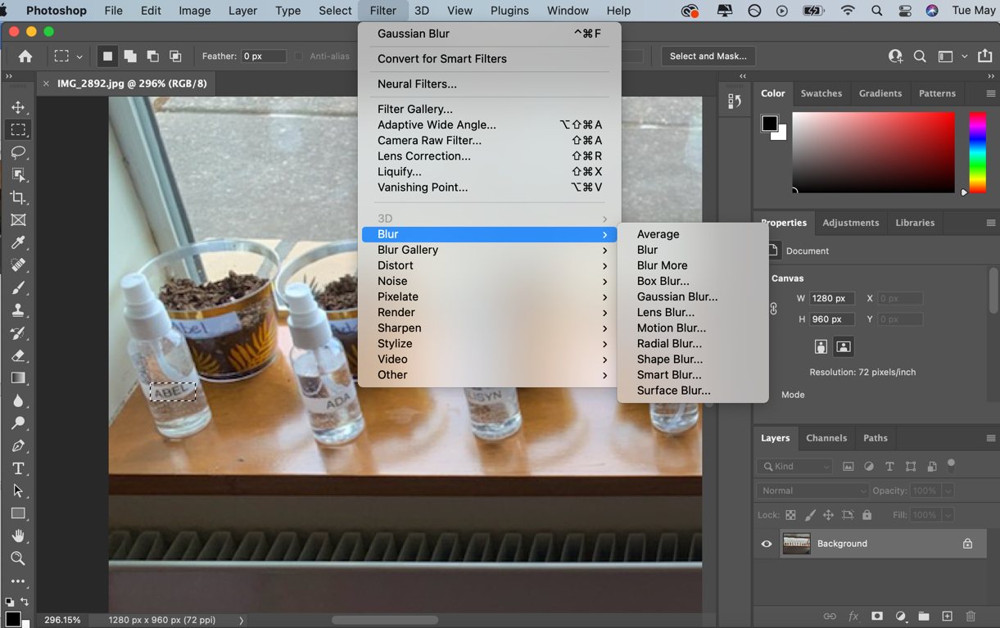 Photoshop File Edit Image Layer Type Select Filter 3D View Plugins Window Help Tue May
Feather: 0 px Anti-alias Select and Mask...
× IMG_2892.jpg @ 296% (RGB/8)
Gaussian Blur ^⌘F
Convert for Smart Filters
Neural Filters...
Filter Gallery...
Adaptive Wide Angle... ⌥⇧⌘A
Camera Raw Filter... ⇧⌘A
Lens Correction... ⇧⌘R
Liquify... ⇧⌘X
Vanishing Point... ⌥⌘V
3D
Blur
Blur Gallery
Distort
Noise
Pixelate
Render
Sharpen
Stylize
Video
Other
Average
Blur
Blur More
Box Blur...
Gaussian Blur...
Lens Blur...
Motion Blur...
Radial Blur...
Shape Blur...
Smart Blur...
Surface Blur...
Abel
ABEL
ADA
Color Swatches Gradients Patterns
Properties Adjustments Libraries
Document
Canvas
W 1280 px X 0 px
H 960 px Y 0 px
Resolution: 72 pixels/inch
Mode
Layers Channels Paths
Kind
Normal Opacity: 100%
Lock: Fill: 100%
Background
fx
296.15% 1280 px x 960 px (72 ppi)